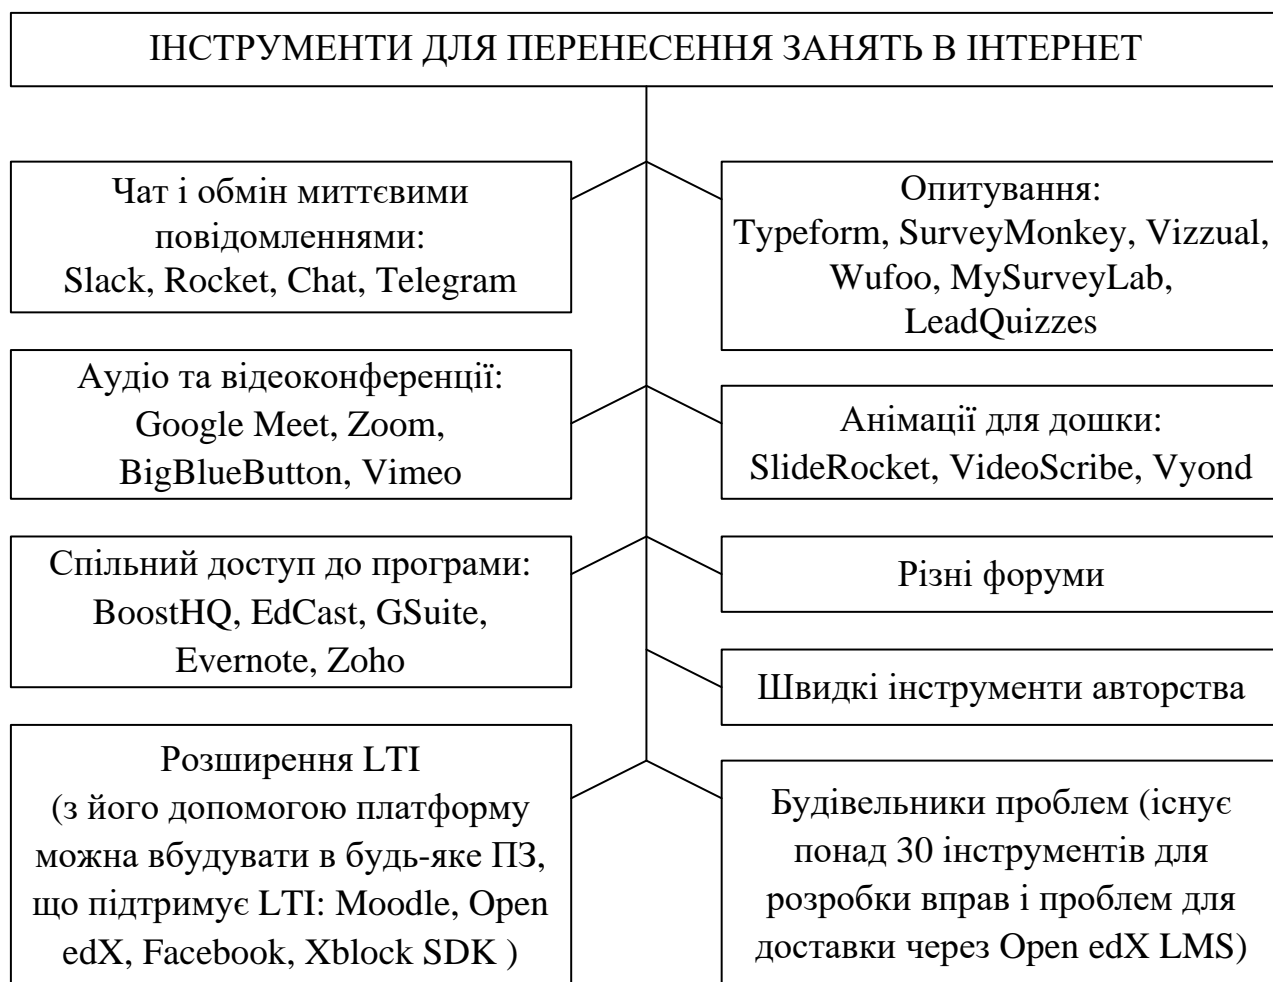 ІНСТРУМЕНТИ ДЛЯ ПЕРЕНЕСЕННЯ ЗАНЯТЬ В ІНТЕРНЕТ
Чат і обмін миттєвими
повідомленнями:
Slack, Rocket, Chat, Telegram
Аудіо та відеоконференції:
Google Meet, Zoom,
BigBlueButton, Vimeo
Спільний доступ до програми:
BoostHQ, EdCast, GSuite,
Evernote, Zoho
Розширення LTI
(з його допомогою платформу
можна вбудувати в будь-яке ПЗ,
що підтримує LTI: Moodle, Open
edX, Facebook, Xblock SDK )
Опитування:
Typeform, SurveyMonkey, Vizzual,
Wufoo, MySurveyLab,
LeadQuizzes
Анімації для дошки:
SlideRocket, VideoScribe, Vyond
Різні форуми
Швидкі інструменти авторства
Будівельники проблем (існує
понад 30 інструментів для
розробки вправ і проблем для
доставки через Open edX LMS)